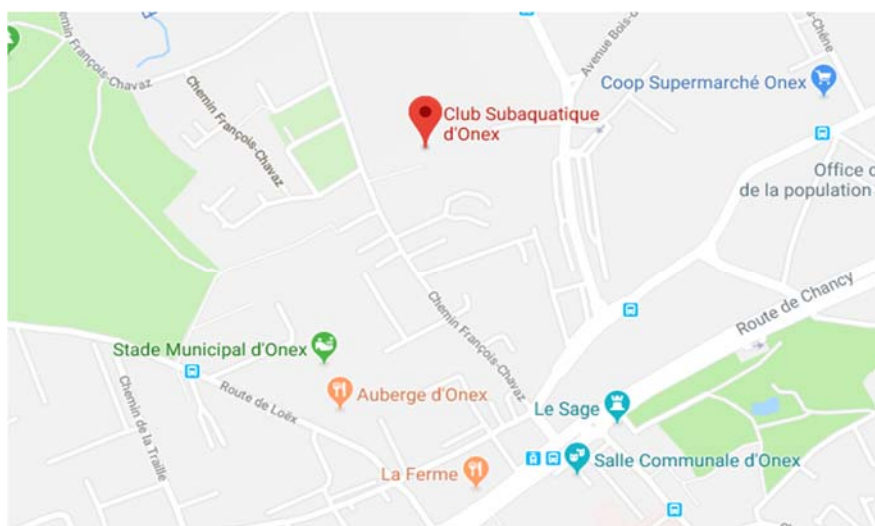 Chemin François-Chavaz
Chemin François-Chavaz
Avenue Bois-
-Chêne
Coop Supermarché Onex
Club Subaquatique
d'Onex
Office
de la population
Chemin François-Chavaz
Route de Chancy
Stade Municipal d'Onex
Auberge d'Onex
Route de Loëx
Chemin de la Traille
Le Sage
La Ferme
Salle Communale d'Onex